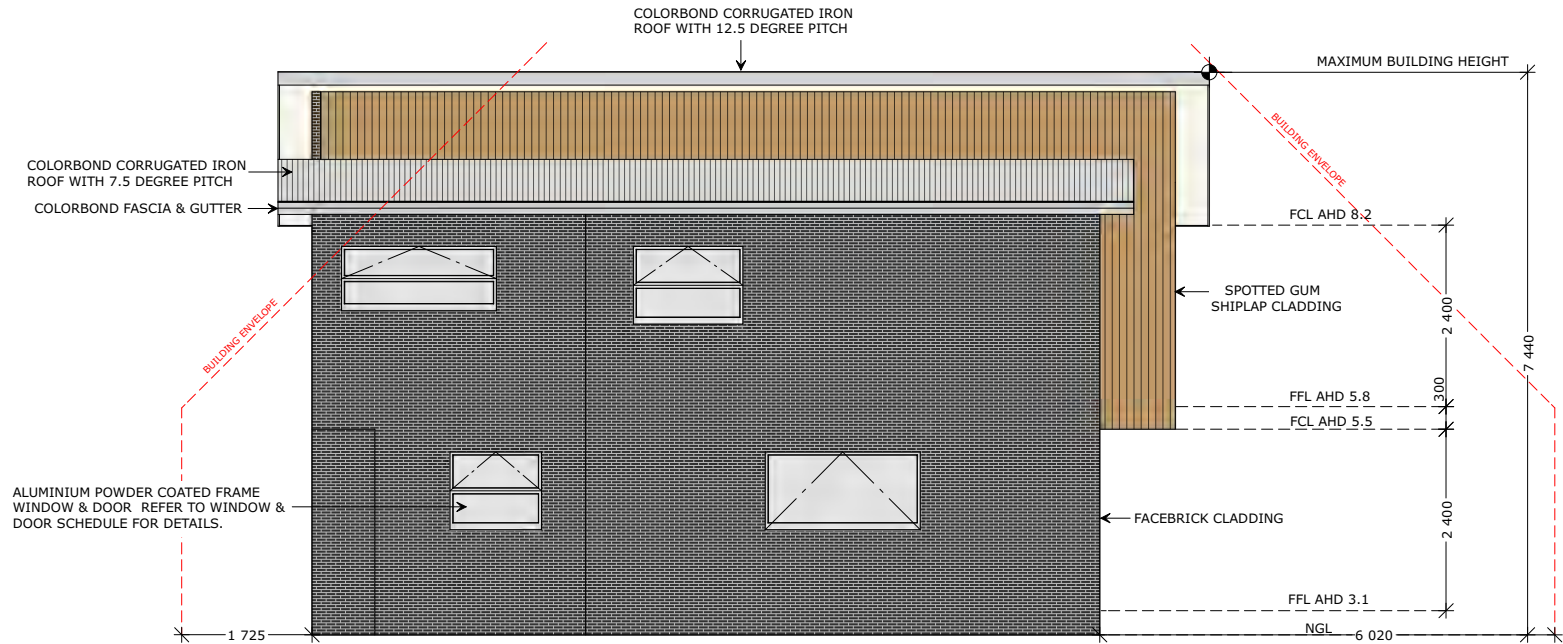 COLORBOND CORRUGATED IRON
ROOF WITH 12.5 DEGREE PITCH
MAXIMUM BUILDING HEIGHT
BUILDING ENVELOPE
COLORBOND CORRUGATED IRON
ROOF WITH 7.5 DEGREE PITCH
COLORBOND FASCIA & GUTTER
FCL AHD 8.2
SPOTTED GUM
SHIPLAP CLADDING
2 400
7 440
BUILDING ENVELOPE
300
FFL AHD 5.8
FCL AHD 5.5
ALUMINIUM POWDER COATED FRAME
WINDOW & DOOR REFER TO WINDOW &
DOOR SCHEDULE FOR DETAILS.
FACEBRICK CLADDING
2 400
FFL AHD 3.1
NGL
1 725
6 020